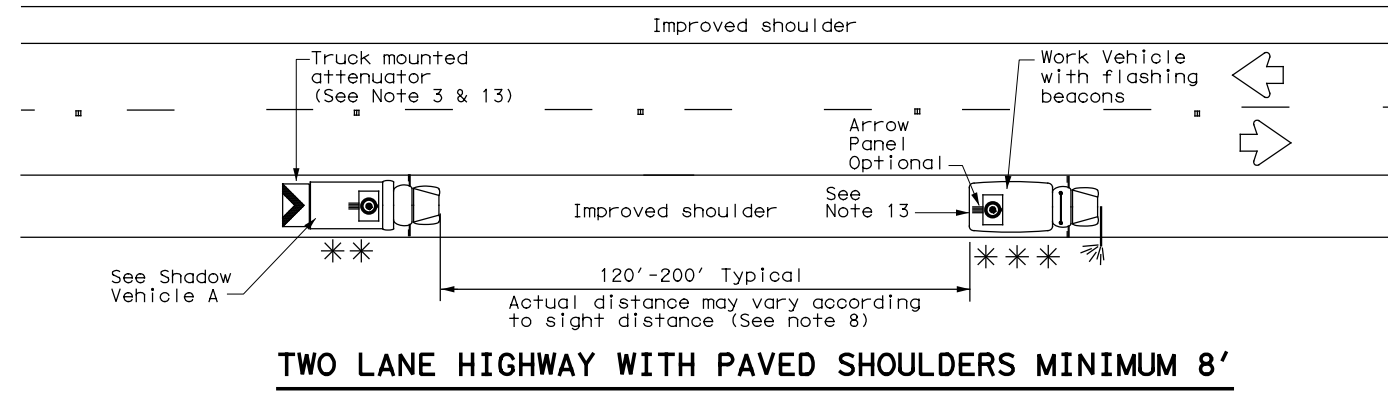 Improved shoulder
Truck mounted
attenuator
(See Note 3 & 13)
Work Vehicle
with flashing
beacons
Arrow
Panel
Optional
See
Note 13
Improved shoulder
See Shadow
Vehicle A
120'-200' Typical
Actual distance may vary according
to sight distance (See note 8)
TWO LANE HIGHWAY WITH PAVED SHOULDERS MINIMUM 8'